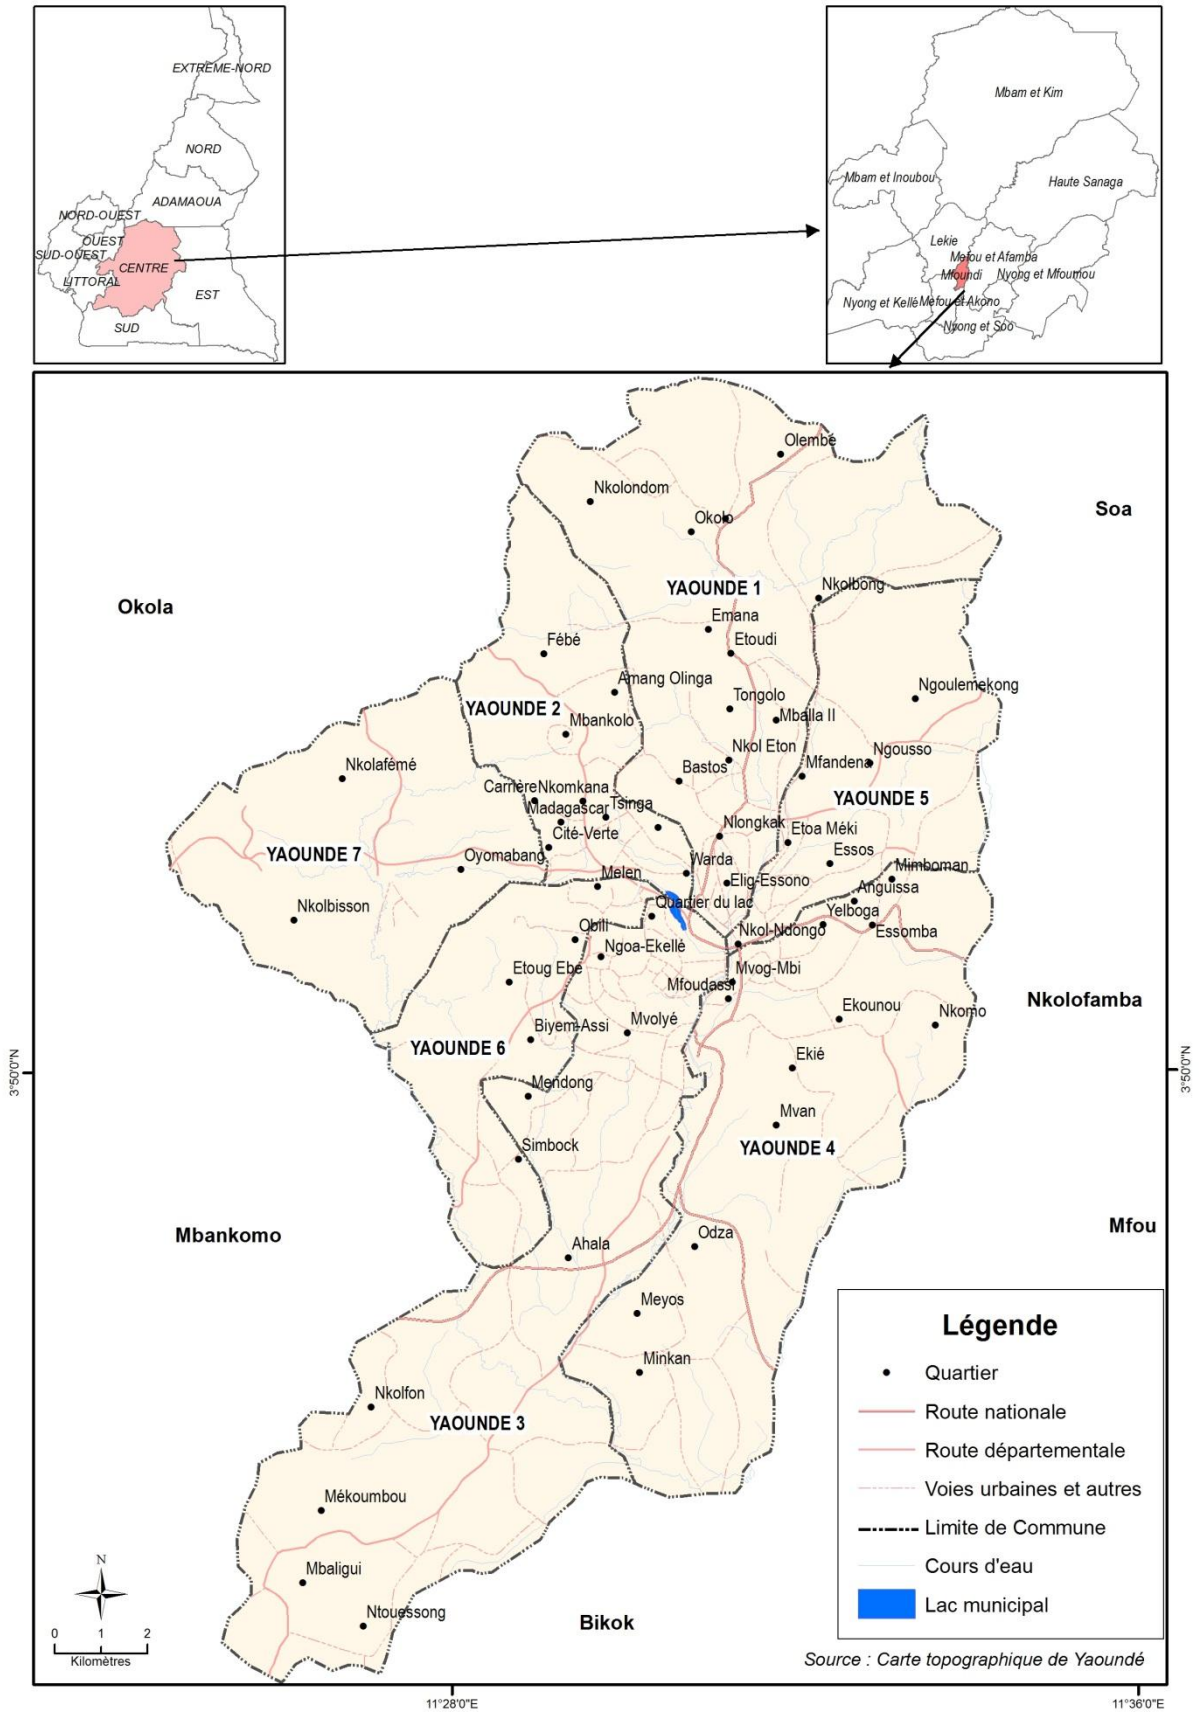 EXTREME-NORD
NORD
ADAMAOUA
NORD-OUEST
OUEST
SUD-OUEST
CENTRE
LITTORAL
EST
SUD
Mbam et Kim
Mbam et Inoubou
Haute Sanaga
Lekie
Mefou et Afamba
Mfoundi
Nyong et Mfoumou
Nyong et Kellé
Mefou et Akono
Nyong et Soo
Olembé
Nkolondom
Okolo
Soa
YAOUNDE 1
Nkolbong
Okola
Emana
Etoudi
Fébé
Amang Olinga
Ngoulemekong
YAOUNDE 2
Tongolo
Mballa II
Mbankolo
Nkol Eton
Ngousso
Nkolafémé
Bastos
Mfandena
Carrière
Nkomkana
YAOUNDE 5
Madagascar
Tsinga
Cité-Verte
Nlongkak
Etoa Méki
YAOUNDE 7
Oyomabang
Warda
Essos
Mimboman
Melen
Elig-Essono
Anguissa
Nkolbisson
Quartier du lac
Yelboga
Obili
Nkol-Ndongo
Essomba
Ngoa-Ekellé
Etoug Ebe
Mvog-Mbi
Mfoudassi
Nkolofamba
Ekounou
Nkomo
Biyem-Assi
Mvolyé
YAOUNDE 6
Ekié
3°50'0"N
3°50'0"N
Mendong
Mvan
Simbock
YAOUNDE 4
Mbankomo
Mfou
Ahala
Odza
Meyos
Minkan
Nkolfon
YAOUNDE 3
Mékoumbou
Mbaligui
Ntouessong
Bikok
Légende
Quartier
Route nationale
Route départementale
Voies urbaines et autres
Limite de Commune
Cours d'eau
Lac municipal
N
0 1 2
Kilomètres
Source : Carte topographique de Yaoundé
11°28'0"E
11°36'0"E